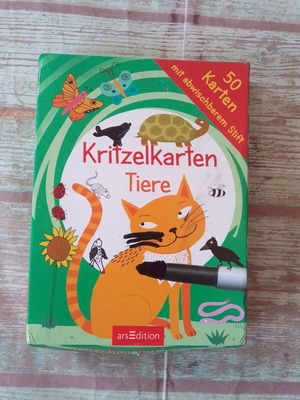 50
Karten
mit abwischbarem Stift
Kritzelkarten
Tiere
arsEdition